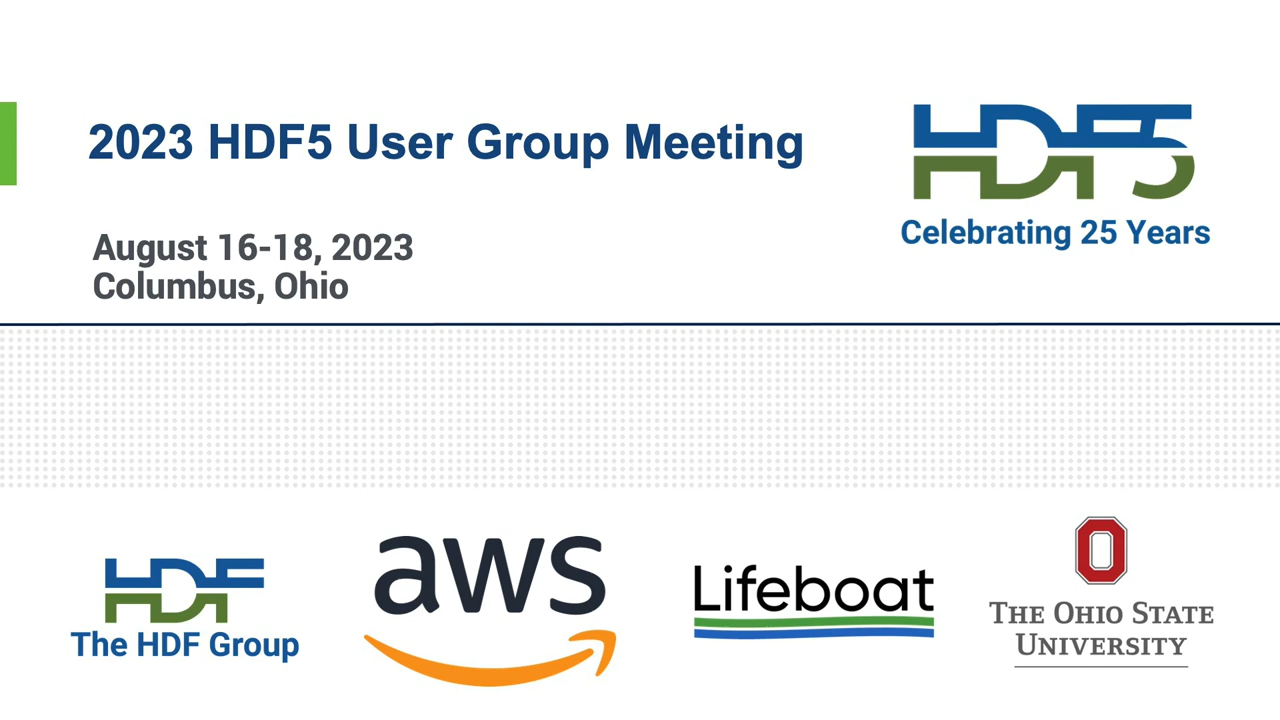 2023 HDF5 User Group Meeting
HDF5
Celebrating 25 Years
August 16-18, 2023
Columbus, Ohio
HDF
The HDF Group
aws
Lifeboat
O
THE OHIO STATE
UNIVERSITY